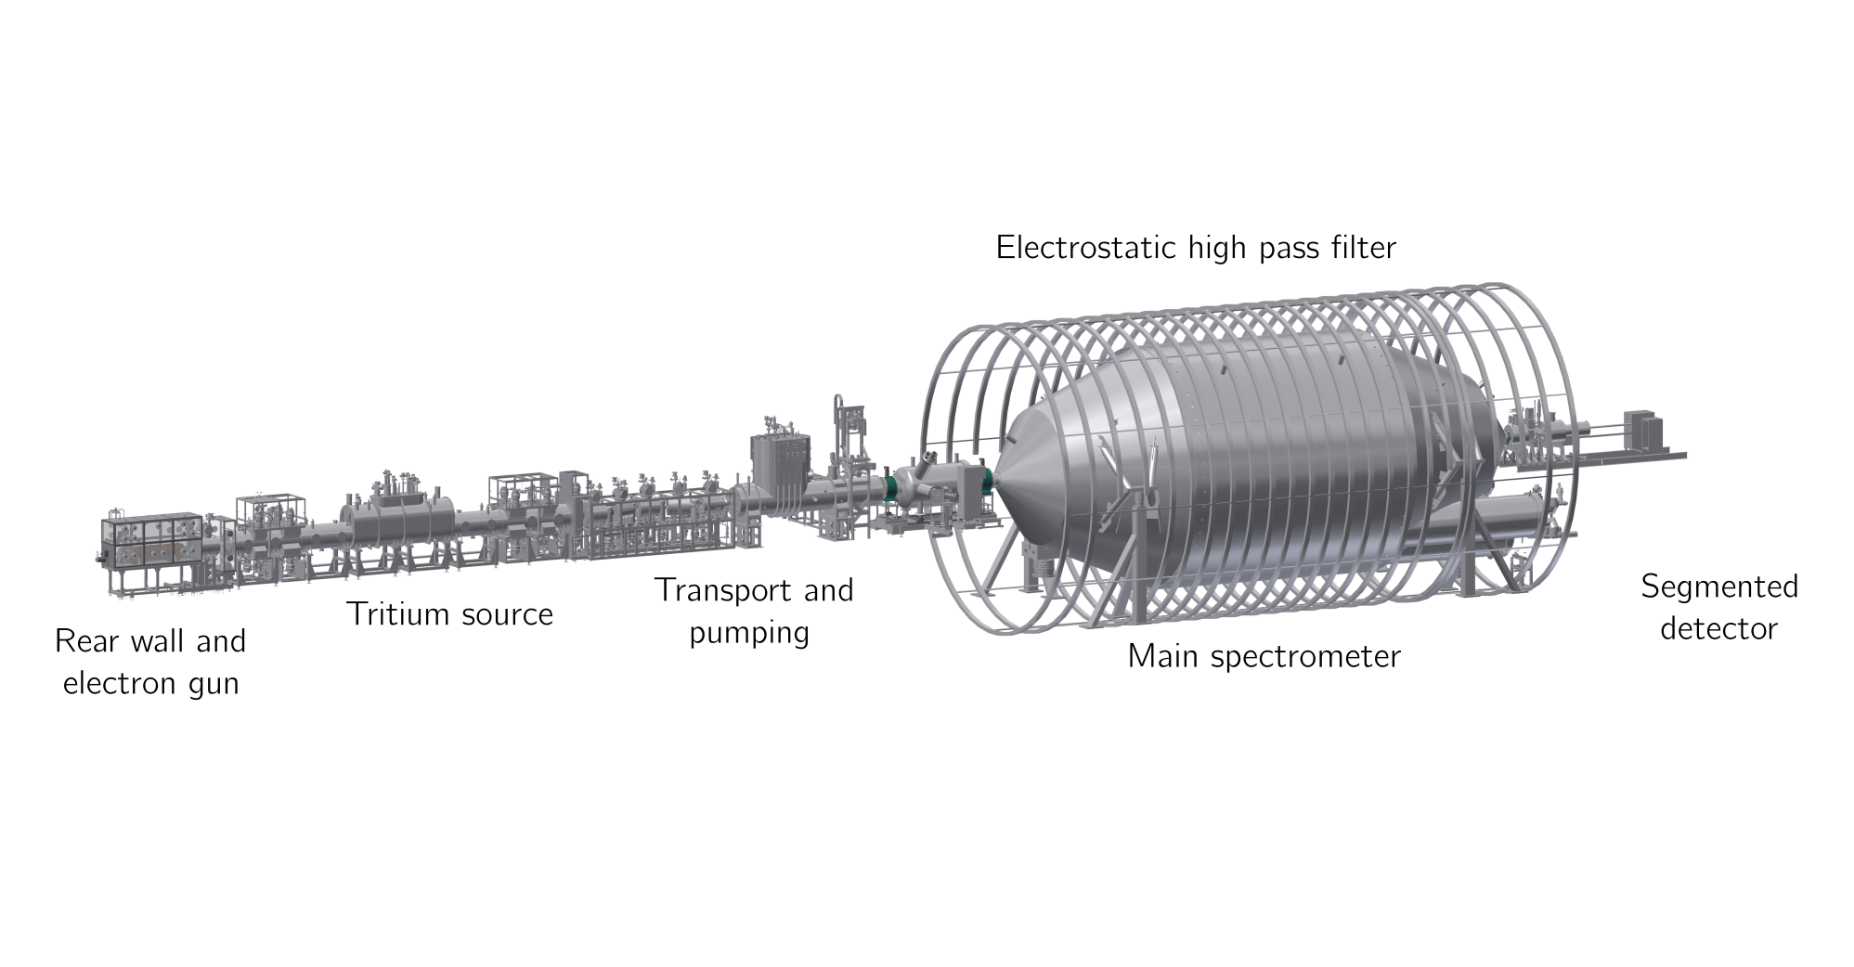 Electrostatic high pass filter
Rear wall and
electron gun
Tritium source
Transport and
pumping
Main spectrometer
Segmented
detector